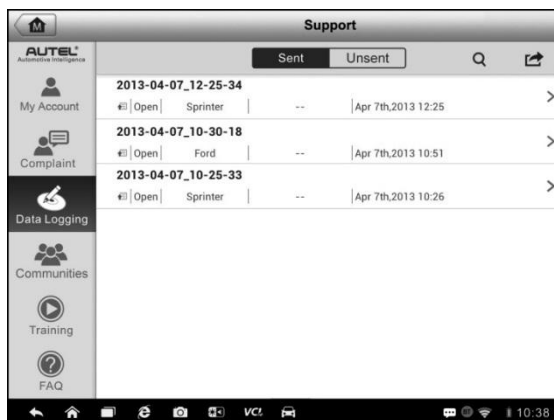 M
Support
AUTEL®
Automotive Intelligence
Sent
Unsent
My Account
Complaint
Data Logging
Communities
Training
FAQ
2013-04-07_12-25-34
Open Sprinter -- Apr 7th,2013 12:25
2013-04-07_10-30-18
Open Ford -- Apr 7th,2013 10:51
2013-04-07_10-25-33
Open Sprinter -- Apr 7th,2013 10:26
VCI 10:38